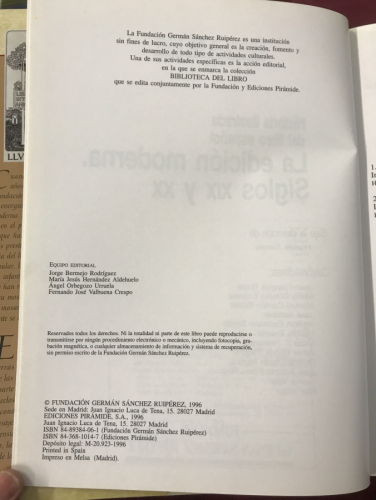 La Fundación Germán Sánchez Ruipérez es una institución
sin fines de lucro, cuyo objetivo general es la creación, fomento y
desarrollo de todo tipo de actividades culturales.
Una de sus actividades específicas es la acción editorial,
en la que se enmarca la colección
BIBLIOTECA DEL LIBRO
que se edita conjuntamente por la Fundación y Ediciones Pirámide.
La edición moderna.
Siglos XIX y XX
EQUIPO EDITORIAL
Jorge Bermejo Rodríguez
María Jesús Hernández Aldehuelo
Ángel Orbegozo Urruela
Fernando José Valbuena Crespo
Reservados todos los derechos. Ni la totalidad ni parte de este libro puede reproducirse o
transmitirse por ningún procedimiento electrónico o mecánico, incluyendo fotocopia, gra-
bación magnética, o cualquier almacenamiento de información y sistema de recuperación,
sin permiso escrito de la Fundación Germán Sánchez Ruipérez.
© FUNDACIÓN GERMÁN SÁNCHEZ RUIPÉREZ, 1996
Sede en Madrid: Juan Ignacio Luca de Tena, 15. 28027 Madrid
EDICIONES PIRÁMIDE, S.A., 1996
Juan Ignacio Luca de Tena, 15. 28027 Madrid
ISBN 84-89384-06-1 (Fundación Germán Sánchez Ruipérez)
ISBN 84-368-1014-7 (Ediciones Pirámide)
Depósito legal: M-20.923-1996
Printed in Spain
Impreso en Melsa (Madrid).